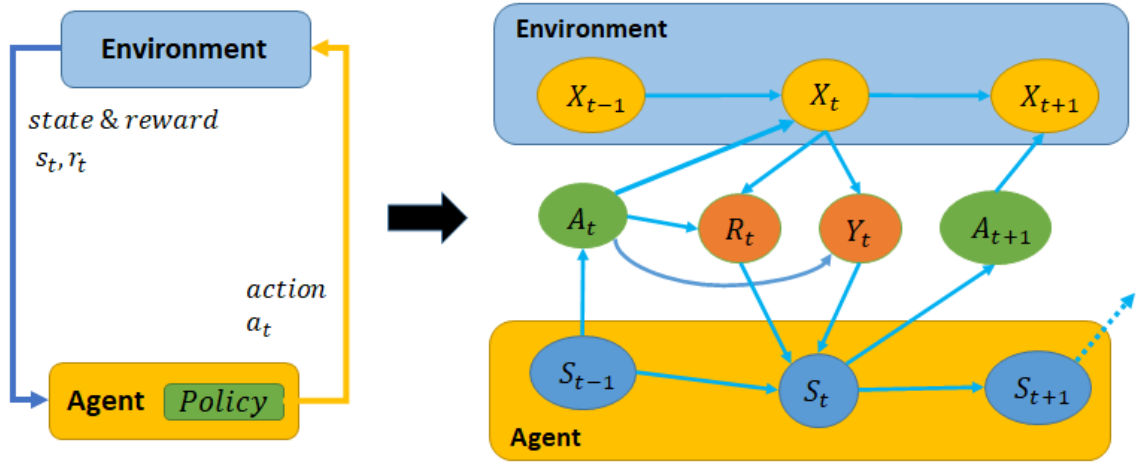 Environment
state & reward
s_t, r_t
action
a_t
Agent
Policy
Environment
X_{t-1}
X_t
X_{t+1}
A_t
R_t
Y_t
A_{t+1}
S_{t-1}
S_t
S_{t+1}
Agent